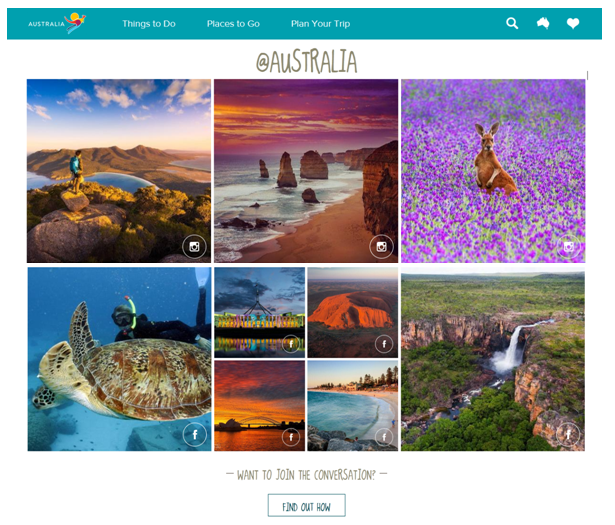 AUSTRALIA
Things to Do
Places to Go
Plan Your Trip
@AUSTRALIA
— WANT TO JOIN THE CONVERSATION? —
FIND OUT HOW